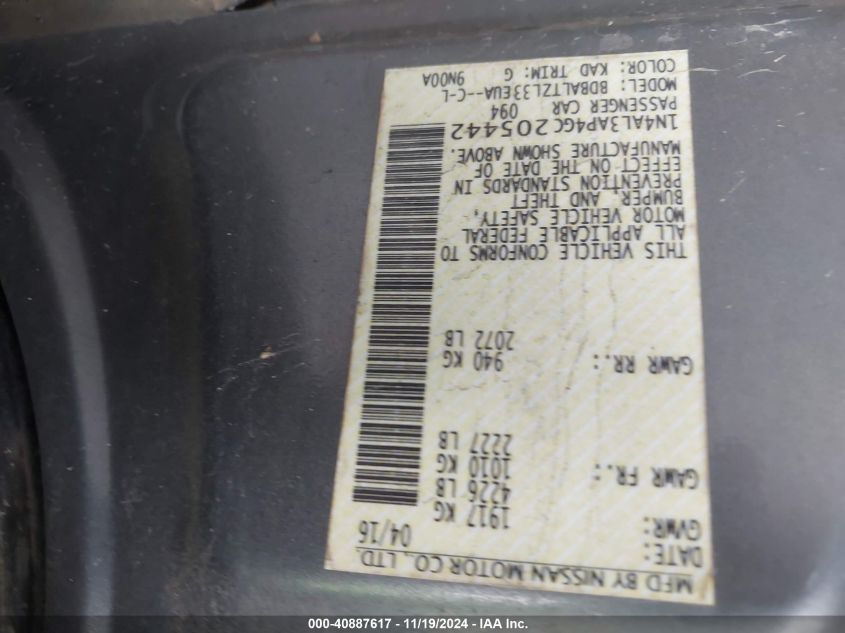 MFD BY NISSAN MOTOR CO., LTD.
DATE: 04/16
GVWR: 1917 KG
4226 LB
GAWR FR.: 1010 KG
2227 LB
GAWR RR.: 940 KG
2072 LB
THIS VEHICLE CONFORMS TO
ALL APPLICABLE FEDERAL
MOTOR VEHICLE SAFETY,
BUMPER, AND THEFT
PREVENTION STANDARDS IN
EFFECT ON THE DATE OF
MANUFACTURE SHOWN ABOVE.
1N4AL3AP4GC205442
PASSENGER CAR 094
MODEL: BDBALTZL33EUA--C-L
COLOR: KAD TRIM: G 9N00A
000-40887617 - 11/19/2024 - IAA Inc.